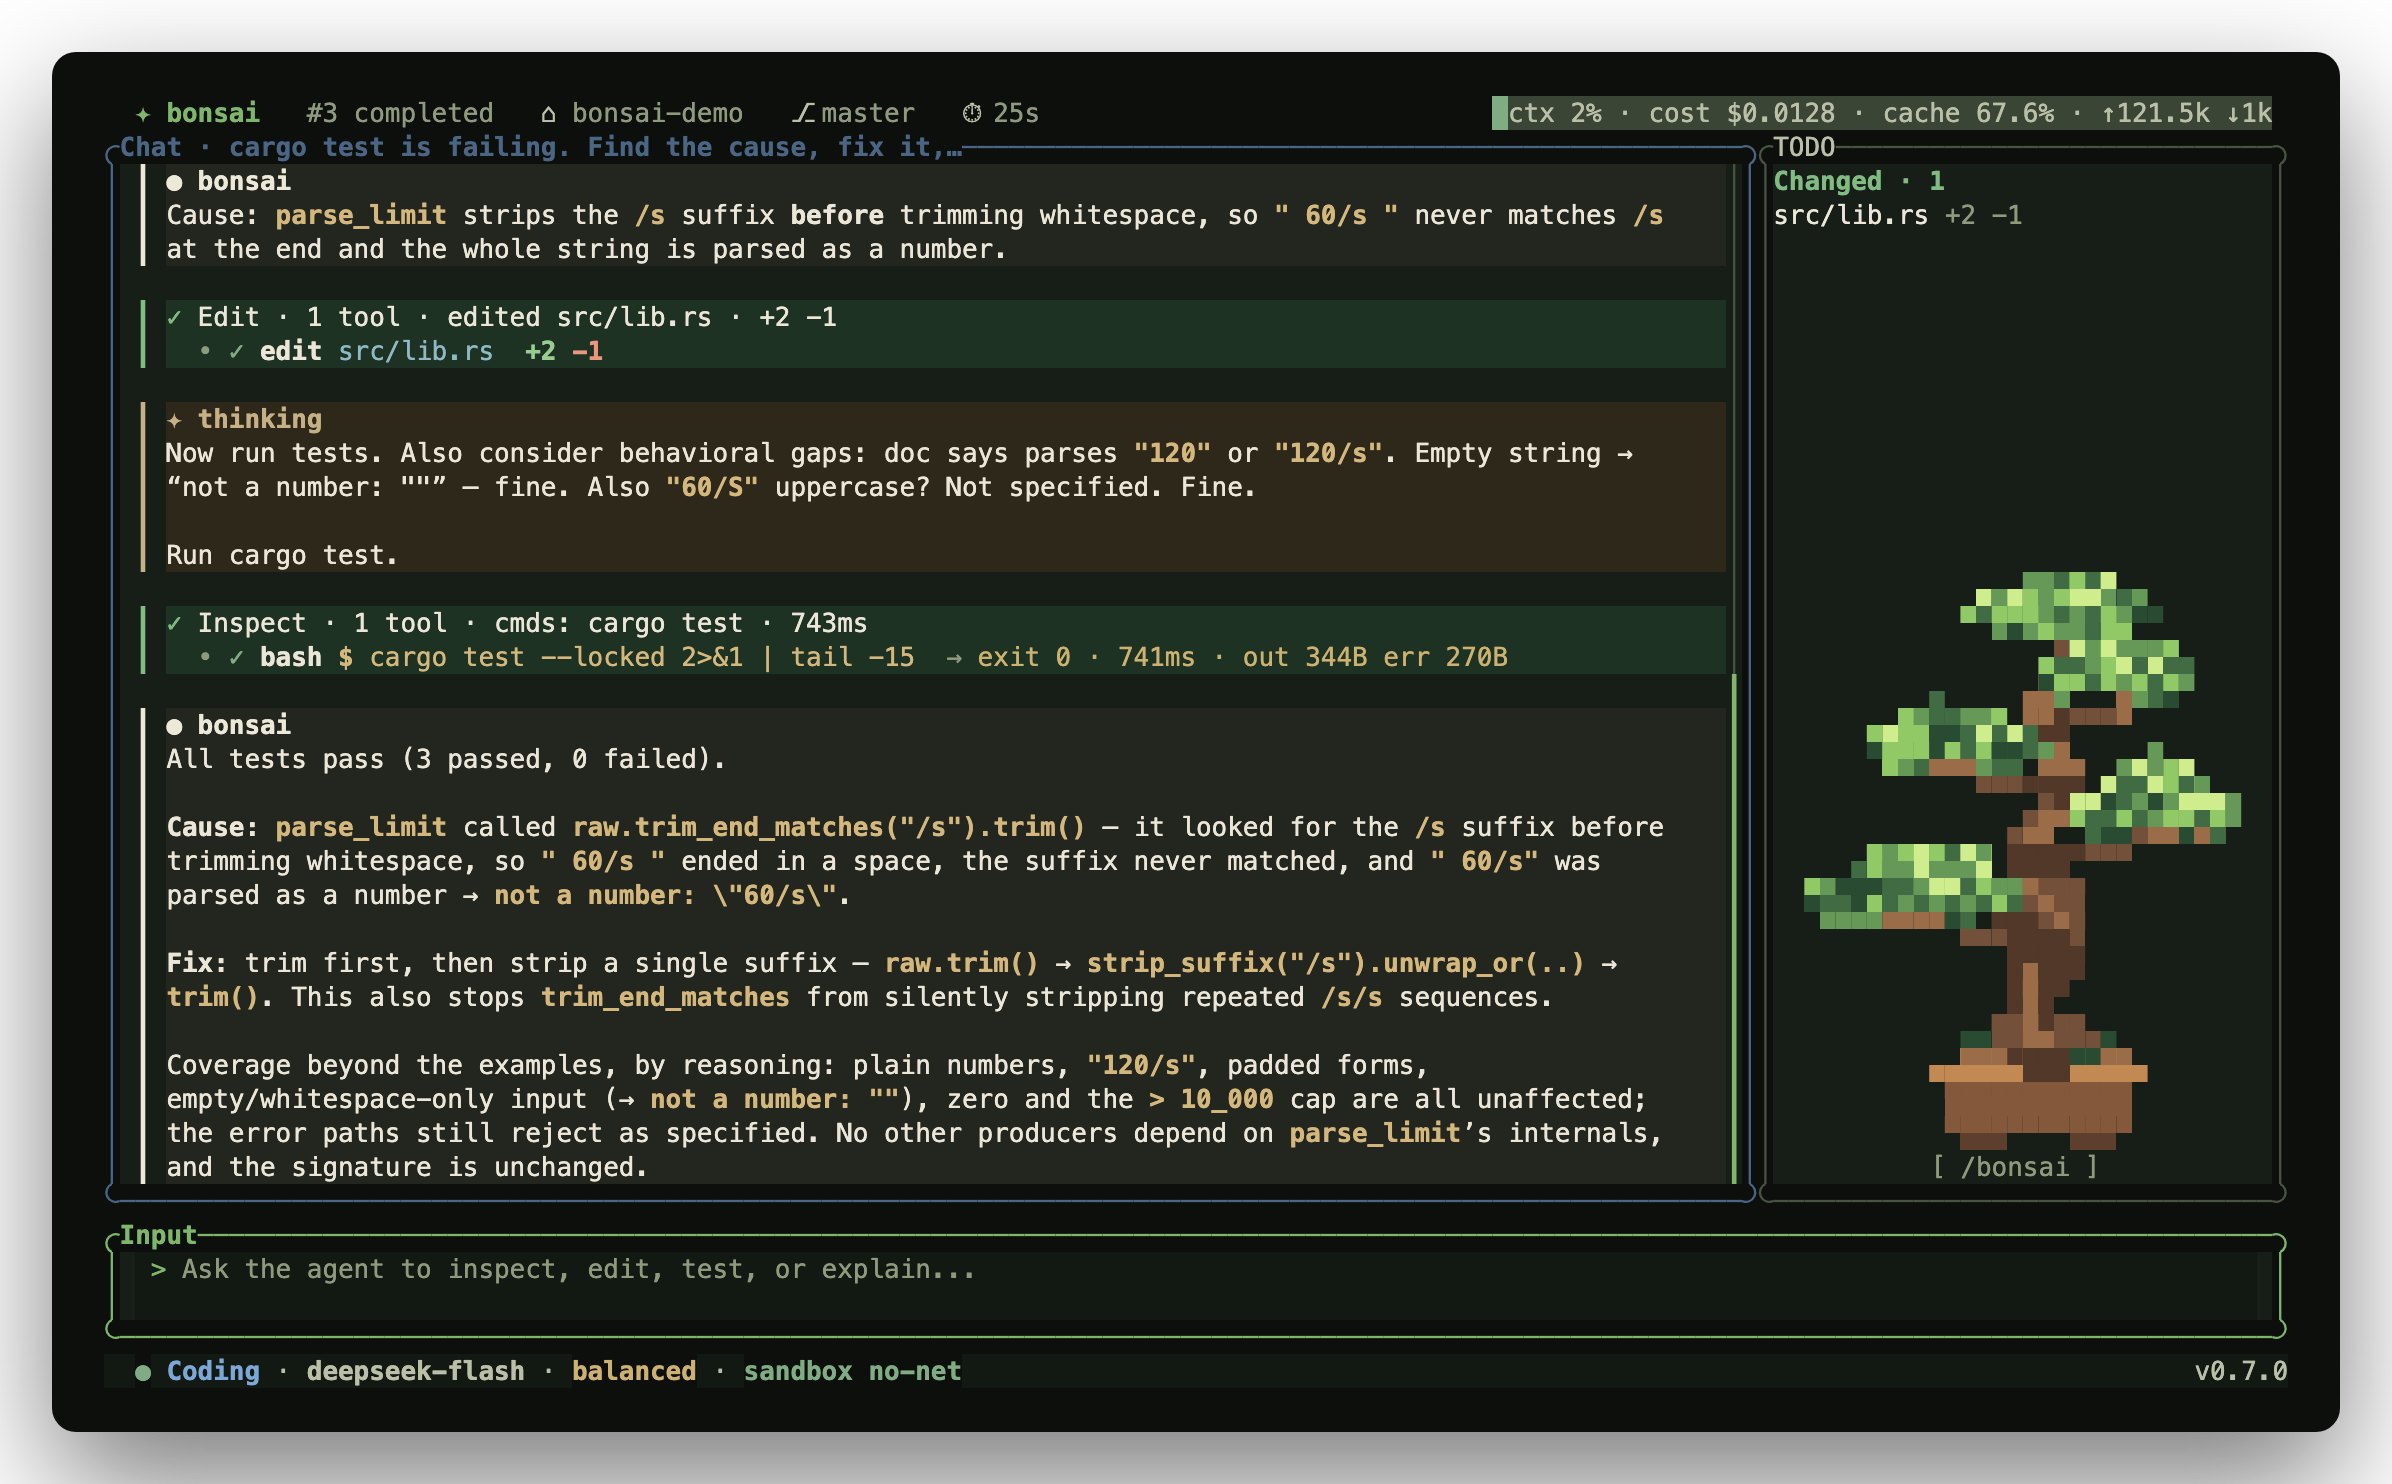 ✦ bonsai #3 completed ⌂ bonsai-demo ⎇ master ⏱ 25s ctx 2% · cost $0.0128 · cache 67.6% · ↑121.5k ↓1k
Chat · cargo test is failing. Find the cause, fix it,…
● bonsai
Cause: parse_limit strips the /s suffix before trimming whitespace, so " 60/s " never matches /s
at the end and the whole string is parsed as a number.
✓ Edit · 1 tool · edited src/lib.rs · +2 −1
• ✓ edit src/lib.rs +2 −1
✦ thinking
Now run tests. Also consider behavioral gaps: doc says parses "120" or "120/s". Empty string →
“not a number: ""” — fine. Also "60/S" uppercase? Not specified. Fine.
Run cargo test.
✓ Inspect · 1 tool · cmds: cargo test · 743ms
• ✓ bash $ cargo test --locked 2>&1 | tail -15 → exit 0 · 741ms · out 344B err 270B
● bonsai
All tests pass (3 passed, 0 failed).
Cause: parse_limit called raw.trim_end_matches("/s").trim() — it looked for the /s suffix before
trimming whitespace, so " 60/s " ended in a space, the suffix never matched, and " 60/s" was
parsed as a number → not a number: \"60/s\".
Fix: trim first, then strip a single suffix — raw.trim() → strip_suffix("/s").unwrap_or(..) →
trim(). This also stops trim_end_matches from silently stripping repeated /s/s sequences.
Coverage beyond the examples, by reasoning: plain numbers, "120/s", padded forms,
empty/whitespace-only input (→ not a number: ""), zero and the > 10_000 cap are all unaffected;
the error paths still reject as specified. No other producers depend on parse_limit’s internals,
and the signature is unchanged.
TODO
Changed · 1
src/lib.rs +2 −1
[ /bonsai ]
Input
> Ask the agent to inspect, edit, test, or explain...
● Coding · deepseek-flash · balanced · sandbox no-net v0.7.0